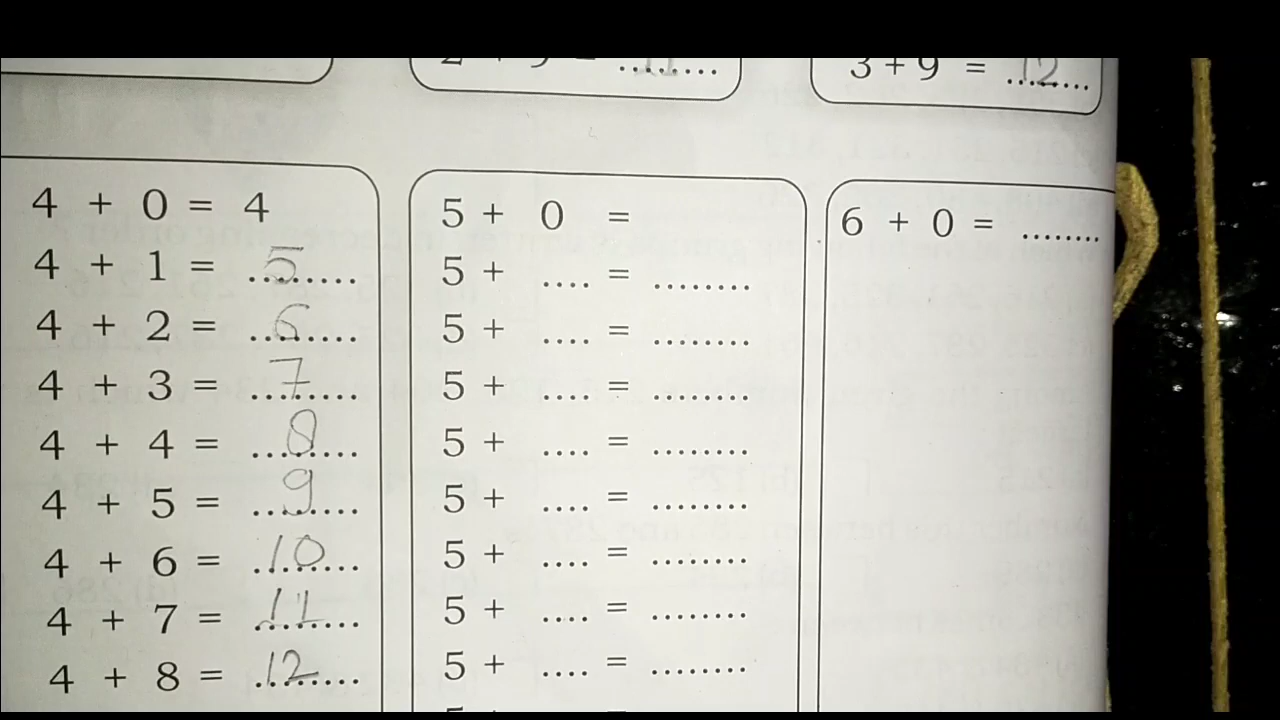 3 + 9 = 12
4 + 0 = 4
4 + 1 = 5
4 + 2 = 6
4 + 3 = 7
4 + 4 = 8
4 + 5 = 9
4 + 6 = 10
4 + 7 = 11
4 + 8 = 12
5 + 0 =
5 + .... = ........
5 + .... = ........
5 + .... = ........
5 + .... = ........
5 + .... = ........
5 + .... = ........
5 + .... = ........
5 + .... = ........
6 + 0 = ........